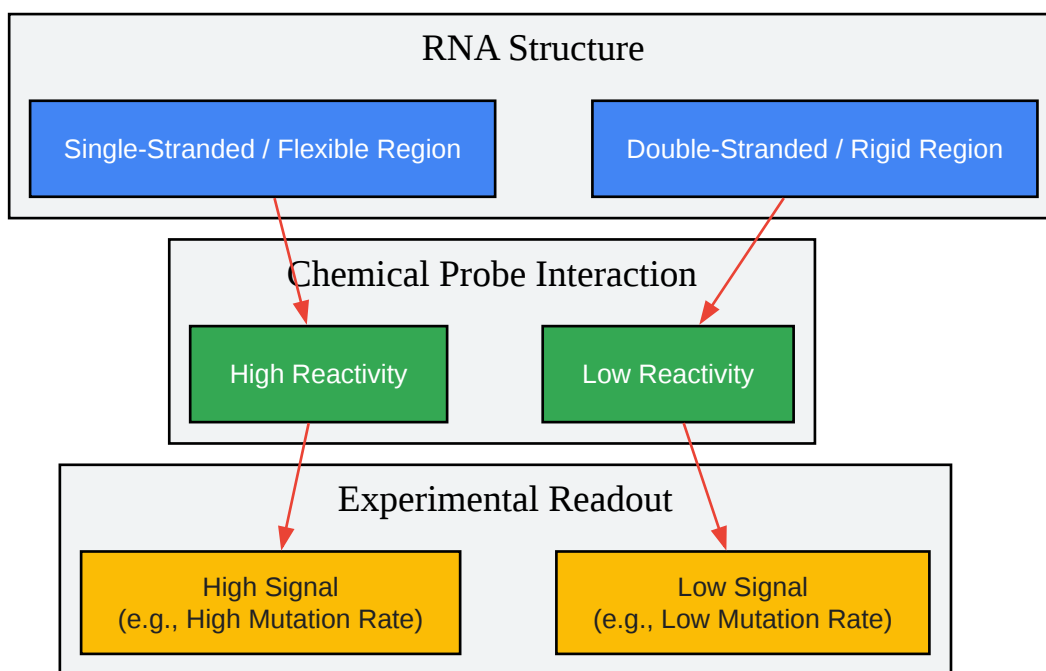 RNA Structure
Single-Stranded / Flexible Region
Double-Stranded / Rigid Region
Chemical Probe Interaction
High Reactivity
Low Reactivity
Experimental Readout
High Signal
(e.g., High Mutation Rate)
Low Signal
(e.g., Low Mutation Rate)